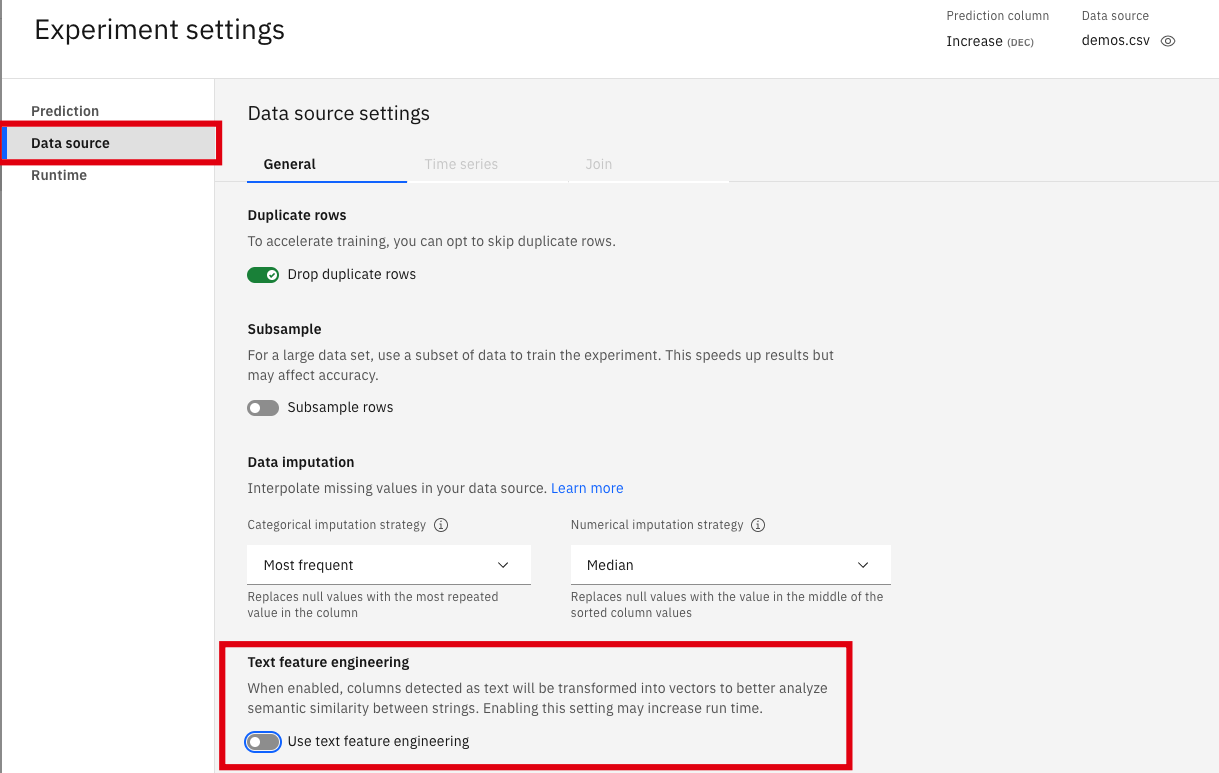 Experiment settings
Prediction column
Increase (DEC)
Data source
demos.csv
Prediction
Data source
Runtime
Data source settings
General
Time series
Join
Duplicate rows
To accelerate training, you can opt to skip duplicate rows.
Drop duplicate rows
Subsample
For a large data set, use a subset of data to train the experiment. This speeds up results but
may affect accuracy.
Subsample rows
Data imputation
Interpolate missing values in your data source. Learn more
Categorical imputation strategy
Most frequent
Replaces null values with the most repeated
value in the column
Numerical imputation strategy
Median
Replaces null values with the value in the middle of the
sorted column values
Text feature engineering
When enabled, columns detected as text will be transformed into vectors to better analyze
semantic similarity between strings. Enabling this setting may increase run time.
Use text feature engineering